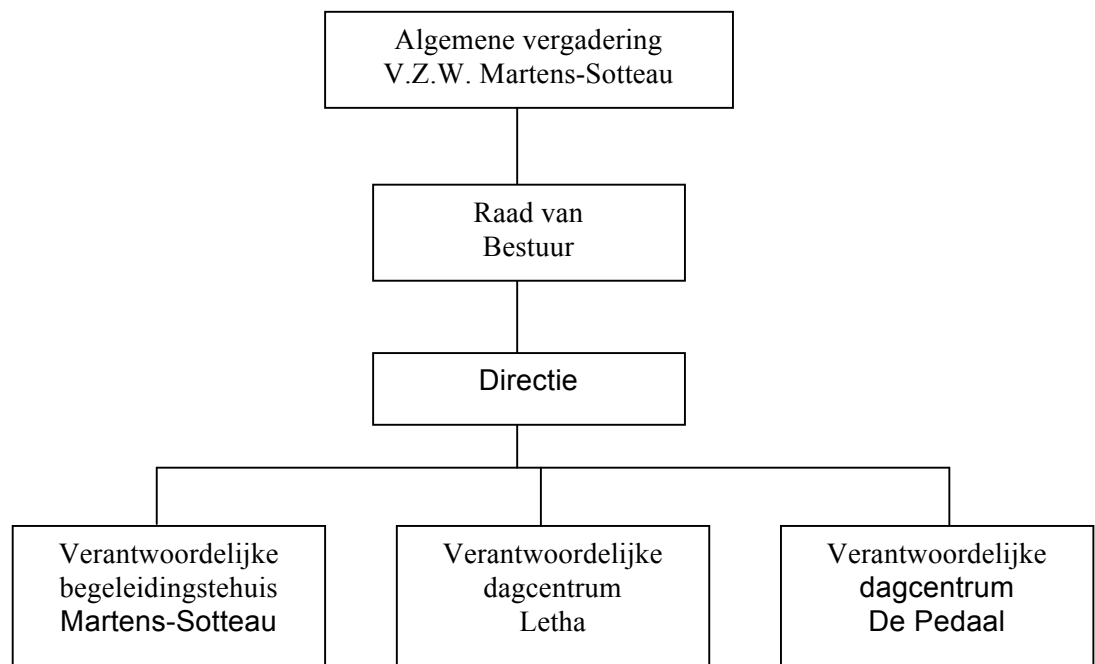 Algemene vergadering
V.Z.W. Martens-Sotteau
Raad van
Bestuur
Directie
Verantwoordelijke
begeleidingstehuis
Martens-Sotteau
Verantwoordelijke
dagcentrum
Letha
Verantwoordelijke
dagcentrum
De Pedaal